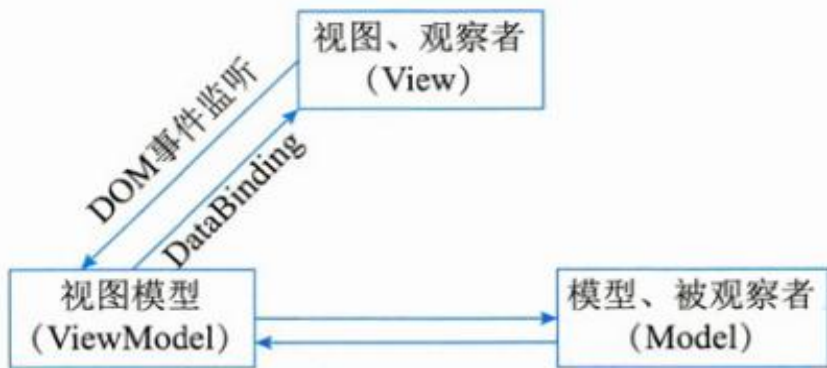 视图、观察者
(View)
DOM事件监听
DataBinding
视图模型
(ViewModel)
模型、被观察者
(Model)